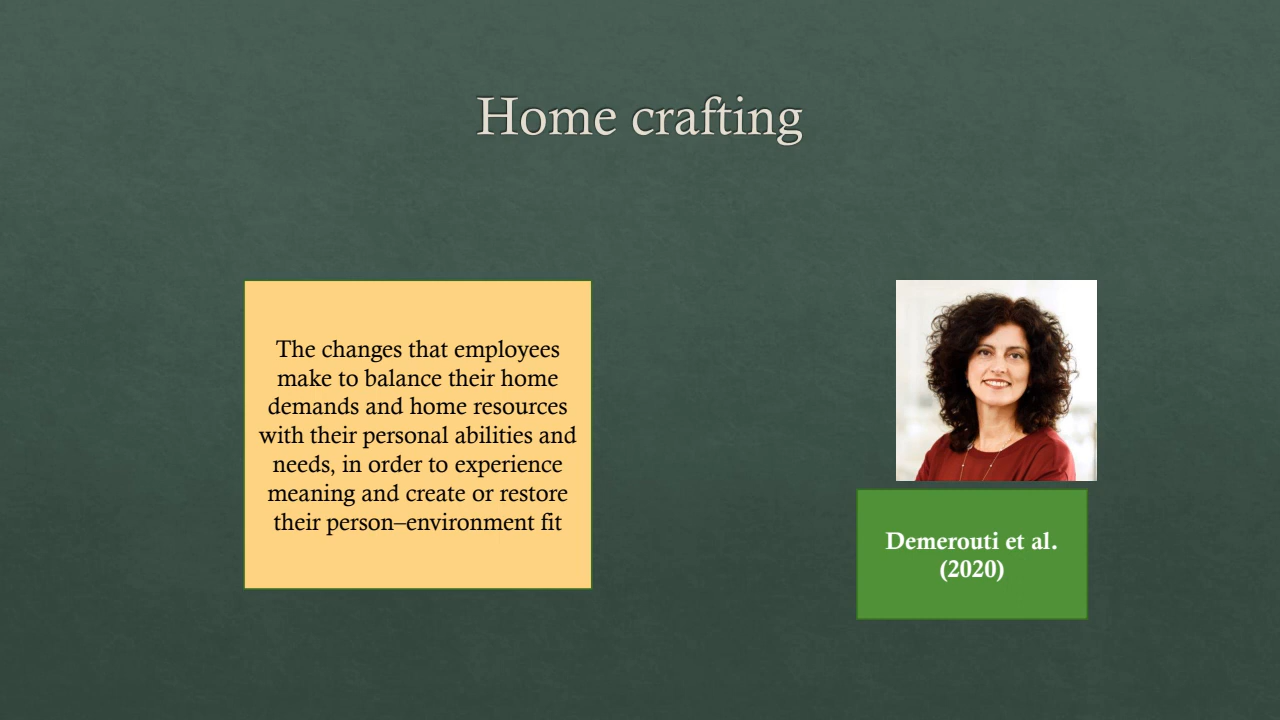 Home crafting
The changes that employees
make to balance their home
demands and home resources
with their personal abilities and
needs, in order to experience
meaning and create or restore
their person–environment fit
Demerouti et al.
(2020)